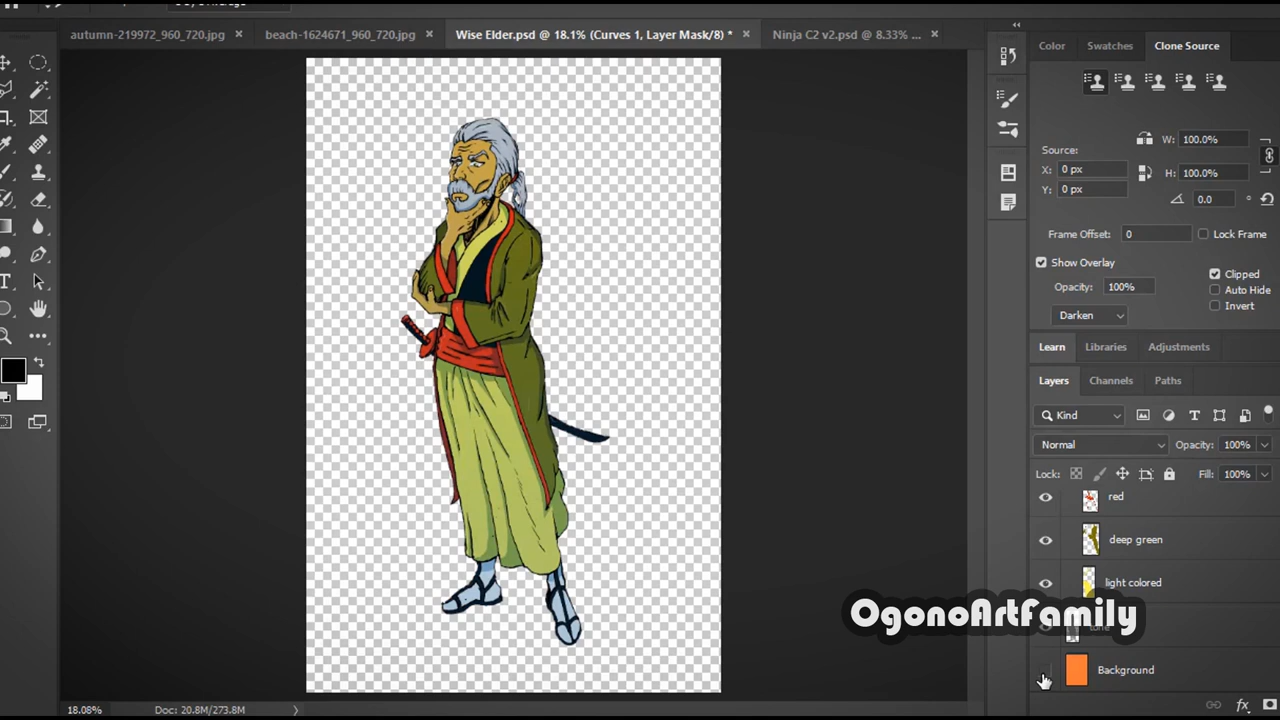 autumn-219972_960_720.jpg × beach-1624671_960_720.jpg × Wise Elder.psd @ 18.1% (Curves 1, Layer Mask/8) * × Ninja C2 v2.psd @ 8.33% ... ×
Color Swatches Clone Source
W: 100.0%
Source:
X: 0 px H: 100.0%
Y: 0 px 0.0 °
Frame Offset: 0 Lock Frame
Show Overlay Clipped
Opacity: 100% Auto Hide
Invert
Darken
Learn Libraries Adjustments
Layers Channels Paths
Kind
Normal Opacity: 100%
Lock: Fill: 100%
red
deep green
light colored
OgonoArtFamily
Background
18.08% Doc: 20.8M/273.8M
fx